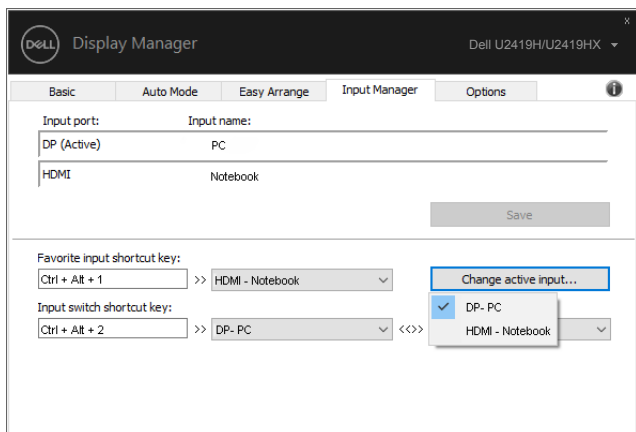 x
DELL Display Manager Dell U2419H/U2419HX
Basic Auto Mode Easy Arrange Input Manager Options
Input port: Input name:
DP (Active) PC
HDMI Notebook
Save
Favorite input shortcut key:
Ctrl + Alt + 1 >> HDMI - Notebook Change active input...
DP- PC
Input switch shortcut key:
Ctrl + Alt + 2 >> DP- PC <<>> HDMI - Notebook